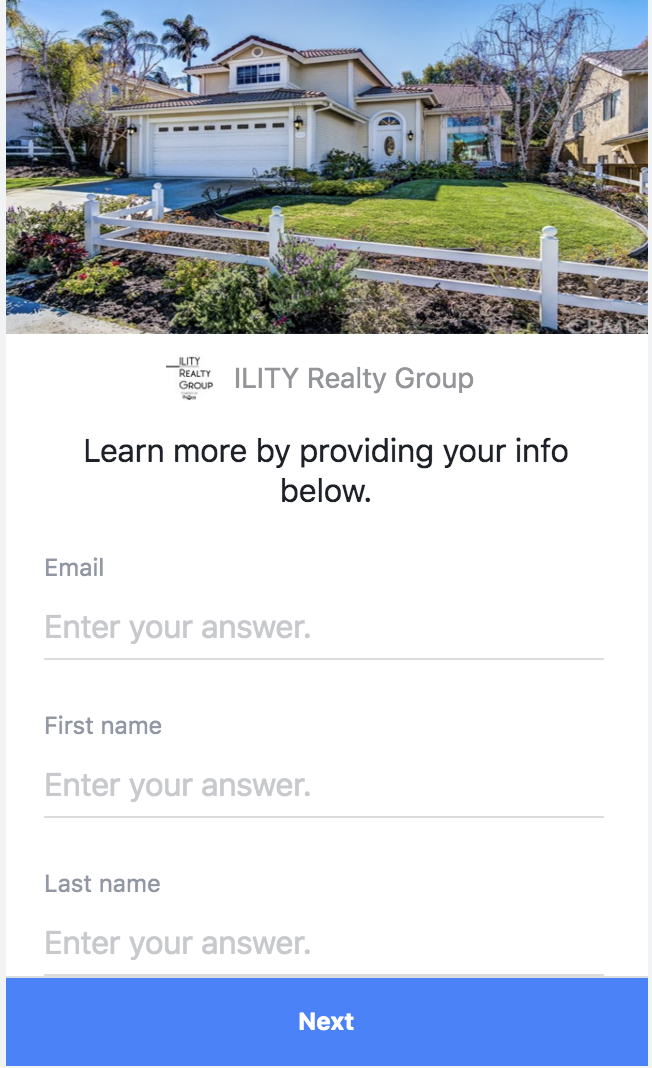 ILITY
REALTY
GROUP
ILITY Realty Group
Learn more by providing your info
below.
Email
Enter your answer.
First name
Enter your answer.
Last name
Enter your answer.
Next